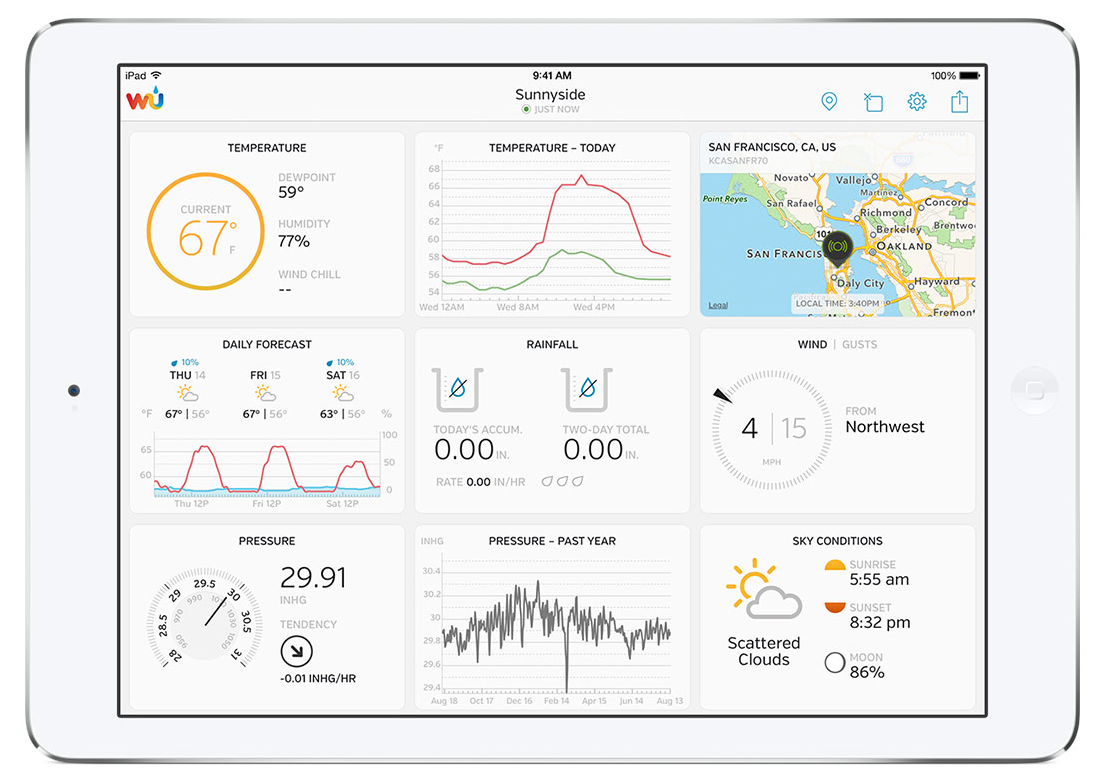 iPad
9:41 AM
100%
WU
Sunnyside
JUST NOW
TEMPERATURE
CURRENT
67°
F
DEWPOINT
59°
HUMIDITY
77%
WIND CHILL
--
°F
TEMPERATURE – TODAY
68
66
64
62
60
58
56
54
Wed 12AM Wed 8AM Wed 4PM
SAN FRANCISCO, CA, US
KCASANFR70
Novato
Vallejo
Martinez
Point Reyes
San Rafael
Concord
Richmond
101
Berkeley
Brentwo
SAN FRANCIS
OAKLAND
Daly City
Hayward
Legal
LOCAL TIME: 3:40PM
Fremont
DAILY FORECAST
10% 10%
THU 14 FRI 15 SAT 16
°F 67° | 56° 67° | 56° 63° | 56° %
100
65
50
60
0
Thu 12P Fri 12P Sat 12P
RAINFALL
TODAY'S ACCUM. TWO-DAY TOTAL
0.00 IN. 0.00 IN.
RATE 0.00 IN/HR
WIND | GUSTS
4 | 15
MPH
FROM
Northwest
PRESSURE
28
28.5
29
29.5
30
30.5
31
950
970
990
1010
1030
1050
29.91
INHG
TENDENCY
-0.01 INHG/HR
INHG
PRESSURE – PAST YEAR
30.4
30.2
30
29.8
29.6
29.4
Aug 18 Oct 17 Dec 16 Feb 14 Apr 15 Jun 14 Aug 13
SKY CONDITIONS
Scattered
Clouds
SUNRISE
5:55 am
SUNSET
8:32 pm
MOON
86%